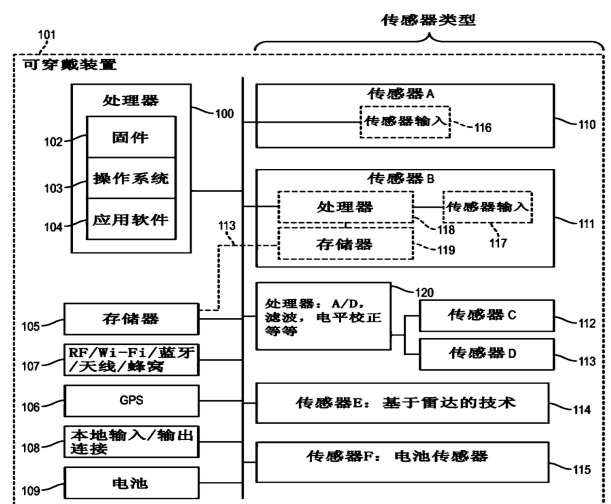 传感器类型
101
可穿戴装置
处理器
100
102
固件
103
操作系统
104
应用软件
传感器A
传感器输入
116
110
传感器B
处理器
传感器输入
118
117
存储器
119
111
113
105
存储器
107
RF/Wi-Fi/蓝牙
/天线/蜂窝
106
GPS
108
本地输入/输出
连接
109
电池
120
处理器：A/D，
滤波，电平校正
等等
传感器C
112
传感器D
113
传感器E：基于雷达的技术
114
传感器F：电池传感器
115